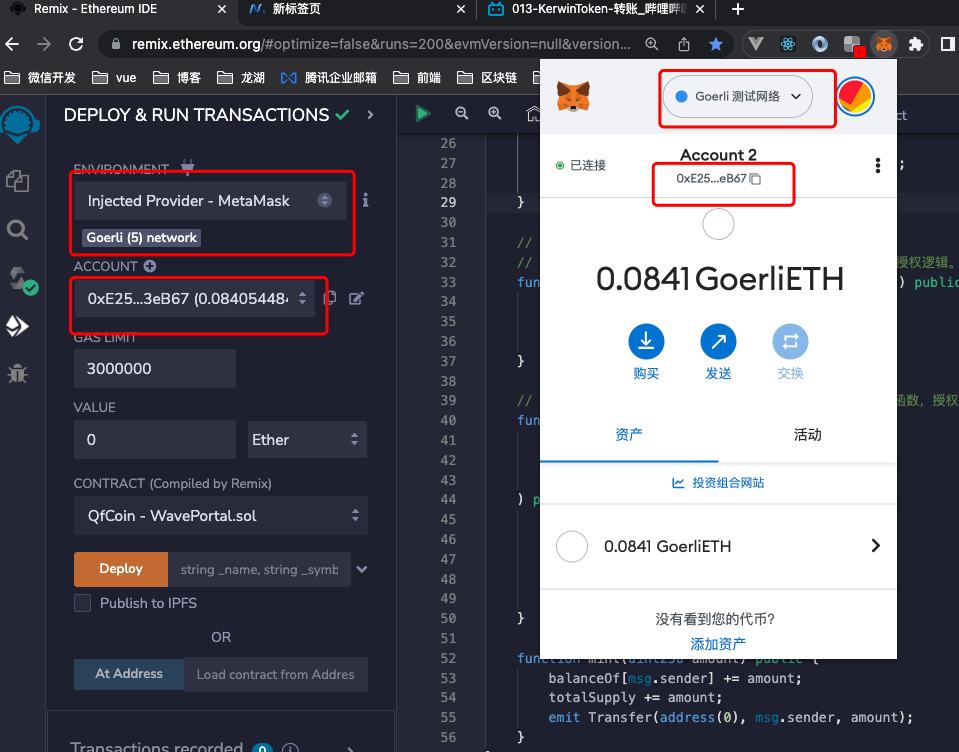 Remix - Ethereum IDE
新标签页
013-KerwinToken-转账_哔哩哔
remix.ethereum.org/#optimize=false&runs=200&evmVersion=null&version...
微信开发
vue
博客
龙湖
腾讯企业邮箱
前端
区块链
DEPLOY & RUN TRANSACTIONS
ENVIRONMENT
Injected Provider - MetaMask
Goerli (5) network
ACCOUNT
0xE25...3eB67 (0.084054484
GAS LIMIT
3000000
VALUE
0
Ether
CONTRACT (Compiled by Remix)
QfCoin - WavePortal.sol
Deploy
string _name, string _symb
Publish to IPFS
OR
At Address
Load contract from Addres
Transactions recorded 0 i
26
27 ;
28
29 }
30
31 //
32 // 授权逻辑。
33 fun ) public
34
35
36
37 }
38
39 // 函数，授权
40 fun
41
42
43
44 ) p
45
46
47
48
49
50 }
51
52 function mint(uint256 amount) public {
53 balanceOf[msg.sender] += amount;
54 totalSupply += amount;
55 emit Transfer(address(0), msg.sender, amount);
56 }
ct
Goerli 测试网络
已连接
Account 2
0xE25...eB67
0.0841 GoerliETH
购买
发送
交换
资产
活动
投资组合网站
0.0841 GoerliETH
没有看到您的代币？
添加资产